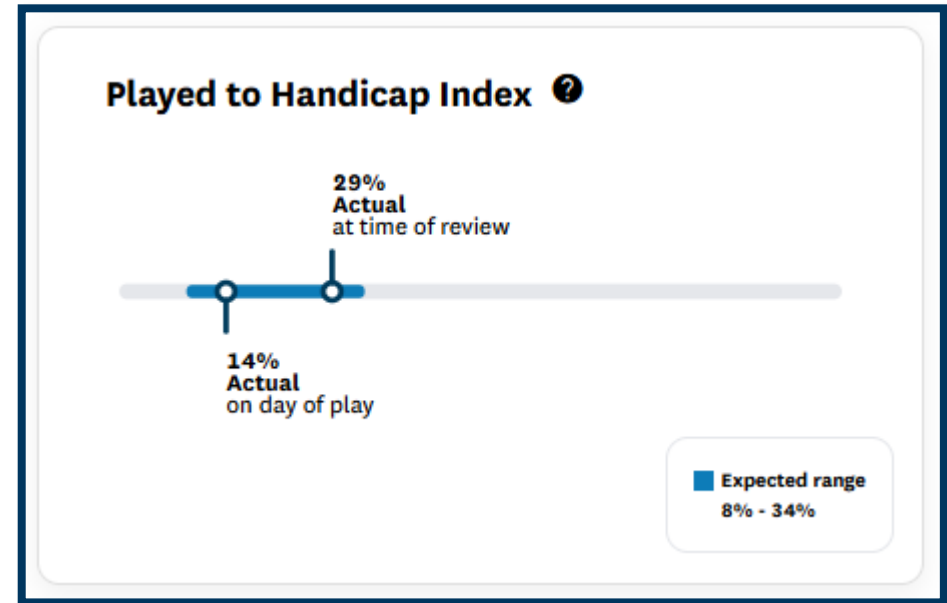 Played to Handicap Index ?
29%
Actual
at time of review
14%
Actual
on day of play
Expected range
8% - 34%